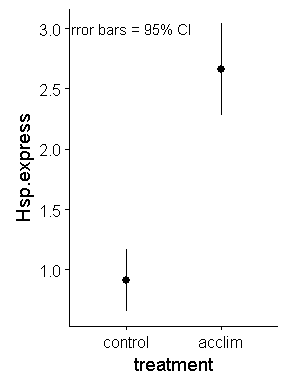 3.0
rror bars = 95% CI
2.5
2.0
1.5
1.0
Hsp.express
control
acclim
treatment